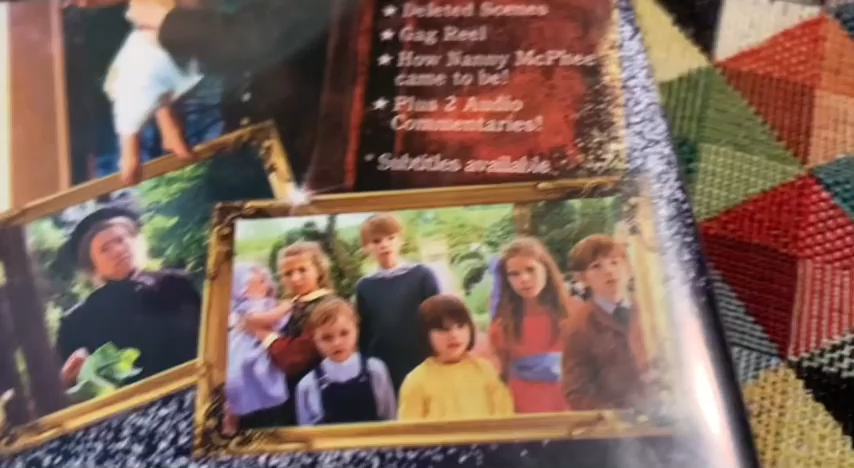 ★ Deleted Scenes
★ Gag Reel
★ How Nanny McPhee
came to be!
★ Plus 2 Audio
Commentaries!
* Subtitles available.